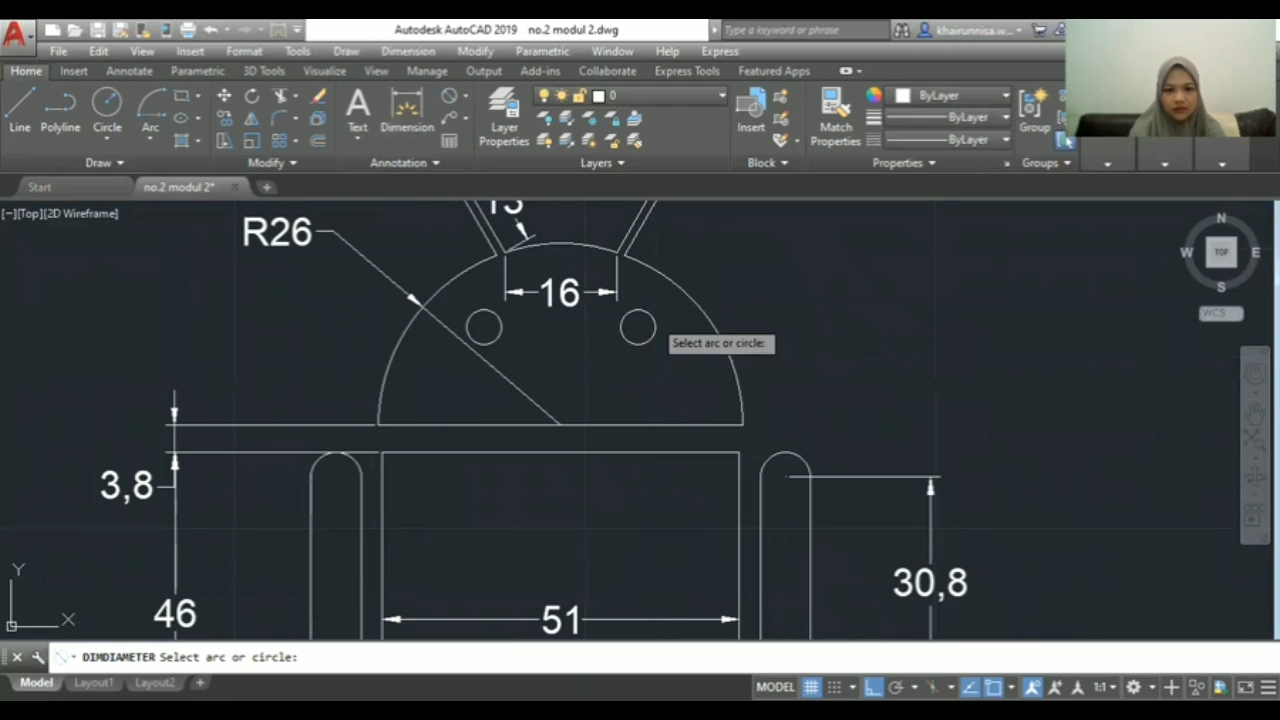 Autodesk AutoCAD 2019 no.2 modul 2.dwg
Type a keyword or phrase
khairunnisa.w...
File Edit View Insert Format Tools Draw Dimension Modify Parametric Window Help Express
Home Insert Annotate Parametric 3D Tools Visualize View Manage Output Add-ins Collaborate Express Tools Featured Apps
0
ByLayer
ByLayer
ByLayer
Line Polyline Circle Arc
Text Dimension
Layer
Properties
Insert
Match
Properties
Group
Draw Modify Annotation Layers Block Properties Groups
Start no.2 modul 2*
[−][Top][2D Wireframe]
N
W TOP E
S
WCS
R26
16
Select arc or circle:
3,8
30,8
46
51
Y
X
DIMDIAMETER Select arc or circle:
Model Layout1 Layout2
MODEL 1:1